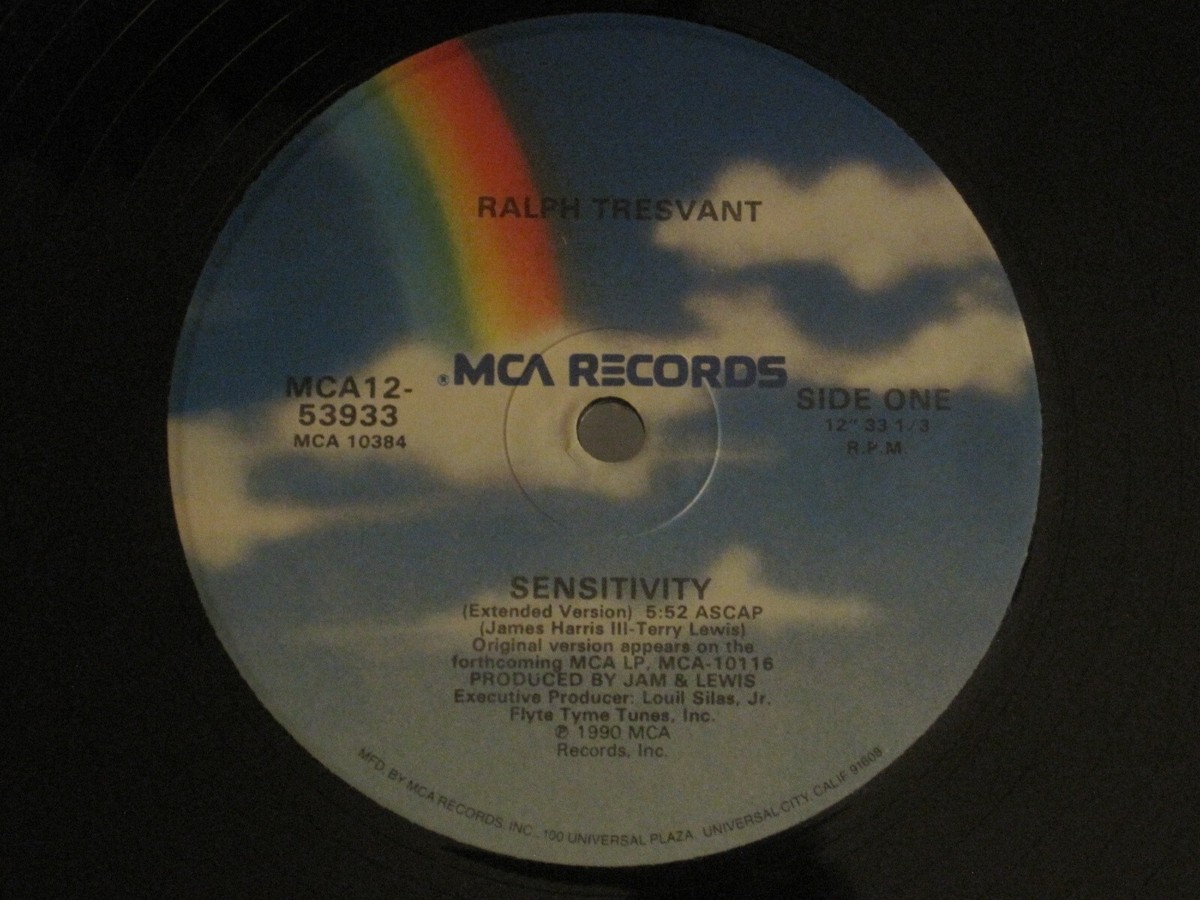 RALPH TRESVANT
® MCA RECORDS
MCA12-
53933
MCA 10384
SIDE ONE
12" 33 1/3
R.P.M.
SENSITIVITY
(Extended Version) 5:52 ASCAP
(James Harris III-Terry Lewis)
Original version appears on the
forthcoming MCA LP, MCA-10116
PRODUCED BY JAM & LEWIS
Executive Producer: Louil Silas, Jr.
Flyte Tyme Tunes, Inc.
℗ 1990 MCA
Records, Inc.
MFD. BY MCA RECORDS, INC., 100 UNIVERSAL PLAZA UNIVERSAL CITY, CALIF 91608